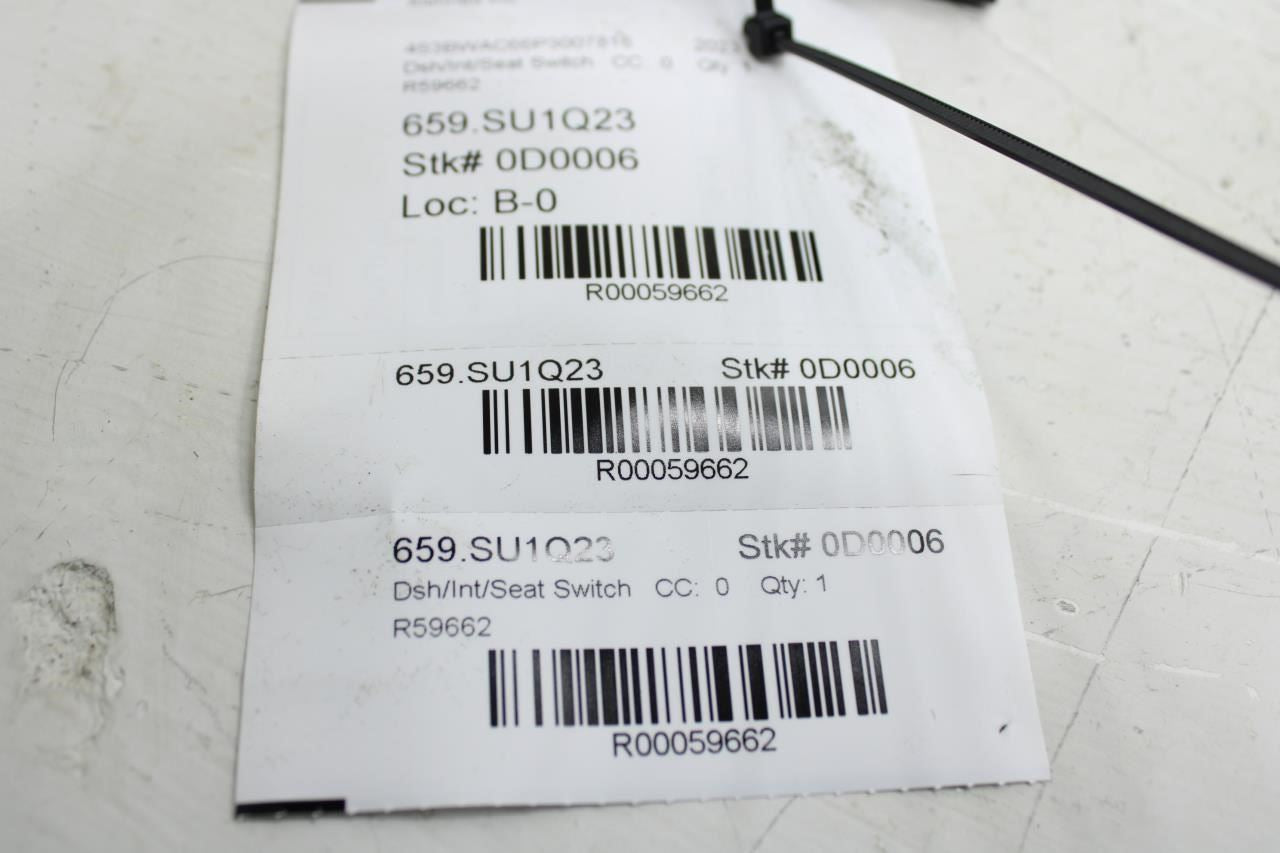 Dsh/Int/Seat Switch CC: 0 Qty: 1
R59662
659.SU1Q23
Stk# 0D0006
Loc: B-0
R00059662
659.SU1Q23 Stk# 0D0006
R00059662
659.SU1Q23 Stk# 0D0006
Dsh/Int/Seat Switch CC: 0 Qty: 1
R59662
R00059662